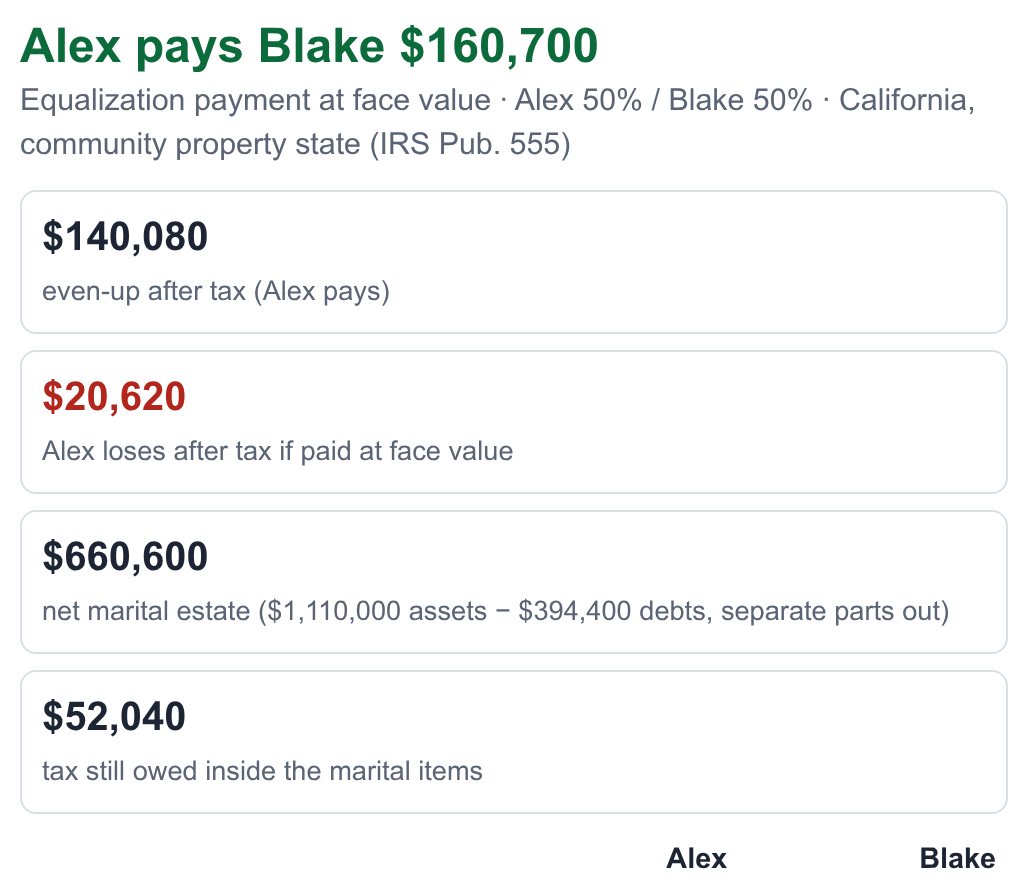 Alex pays Blake $160,700
Equalization payment at face value · Alex 50% / Blake 50% · California,
community property state (IRS Pub. 555)
$140,080
even-up after tax (Alex pays)
$20,620
Alex loses after tax if paid at face value
$660,600
net marital estate ($1,110,000 assets − $394,400 debts, separate parts out)
$52,040
tax still owed inside the marital items
Alex Blake